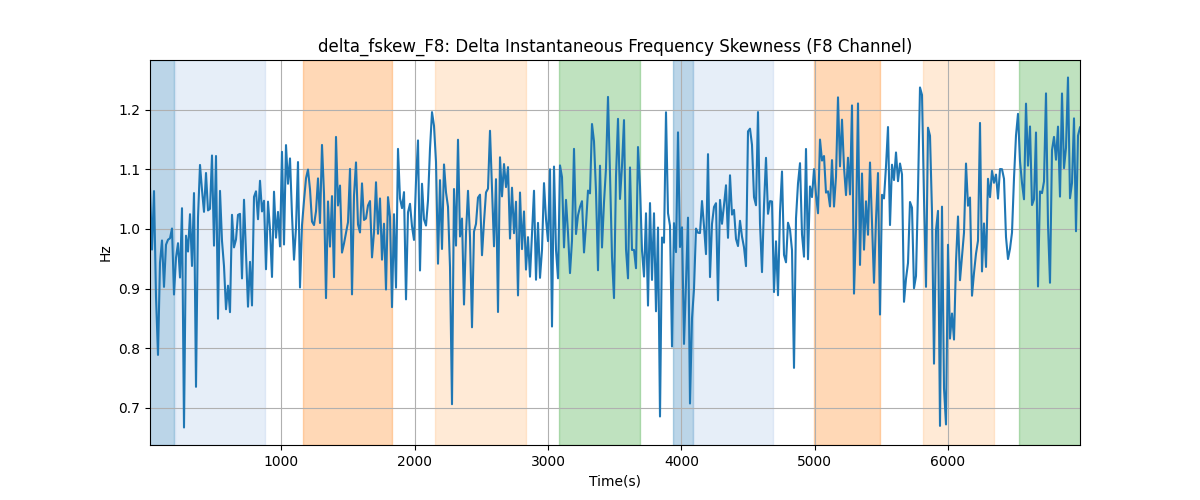 delta_fskew_F8: Delta Instantaneous Frequency Skewness (F8 Channel)
Hz
1.2
1.1
1.0
0.9
0.8
0.7
1000 2000 3000 4000 5000 6000
Time(s)